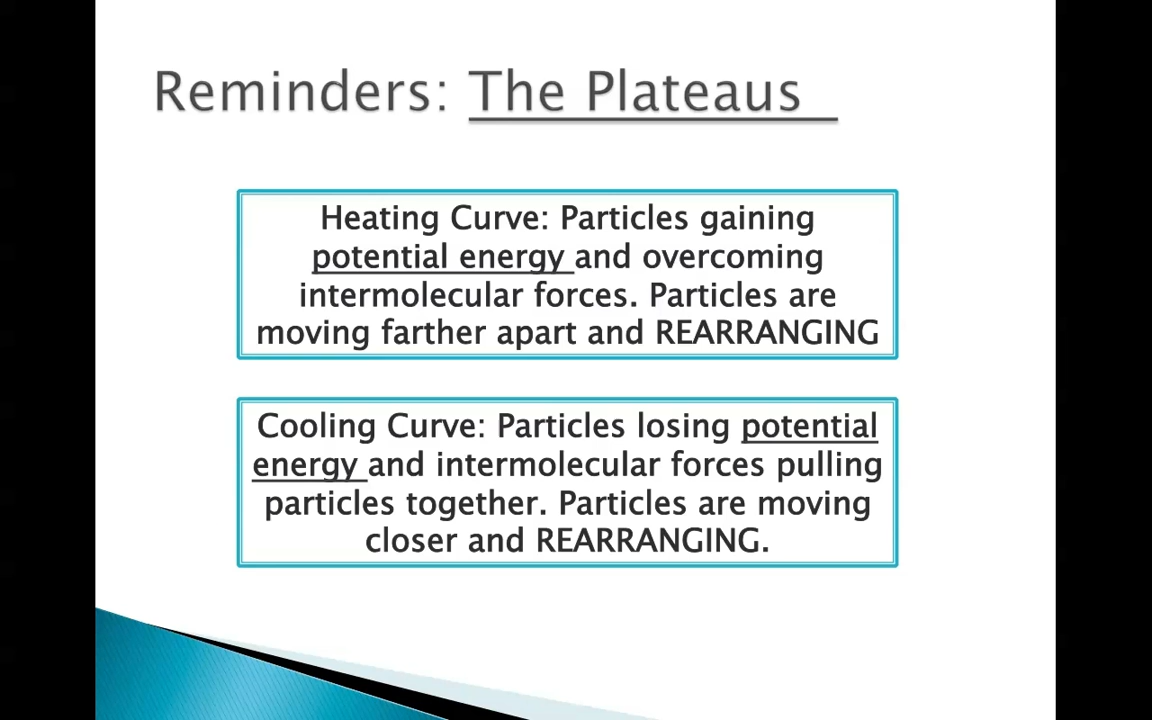 Reminders: The Plateaus
Heating Curve: Particles gaining
potential energy and overcoming
intermolecular forces. Particles are
moving farther apart and REARRANGING
Cooling Curve: Particles losing potential
energy and intermolecular forces pulling
particles together. Particles are moving
closer and REARRANGING.